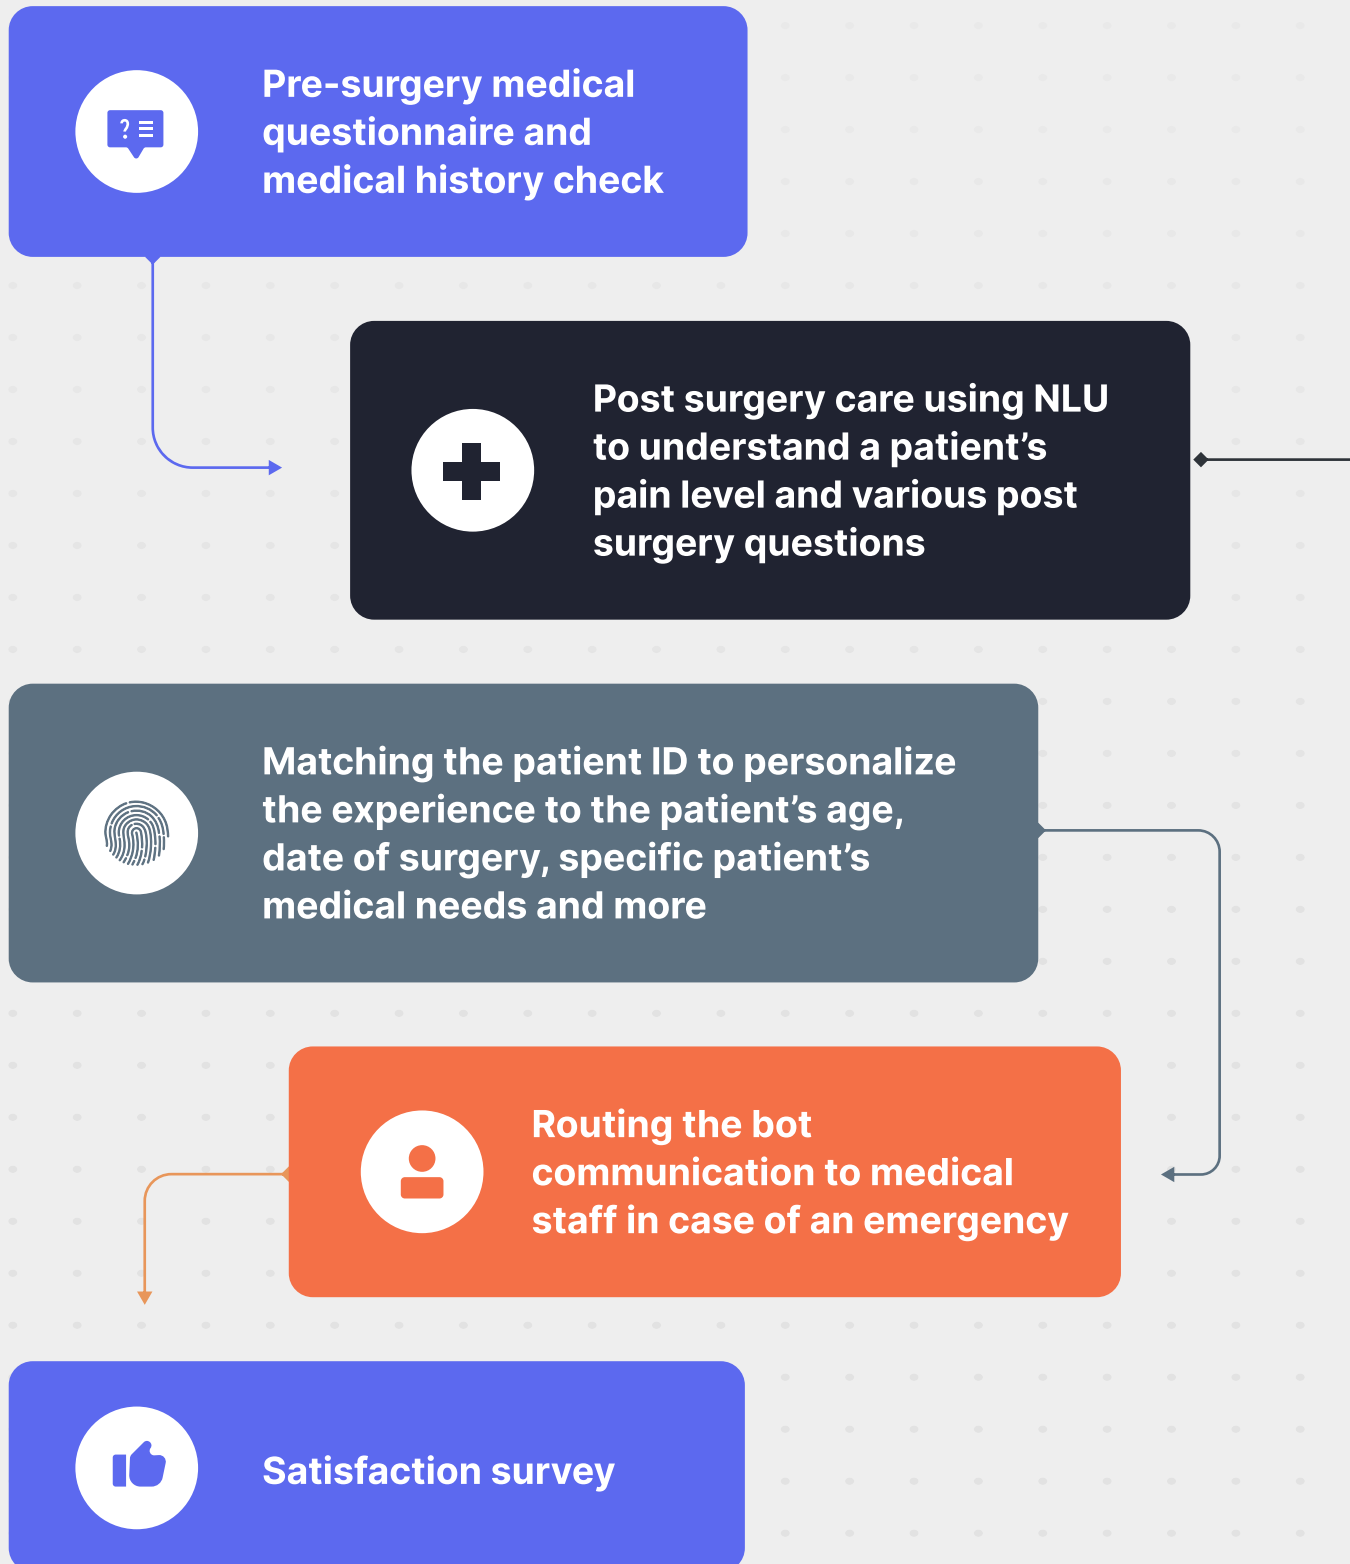 Pre-surgery medical
questionnaire and
medical history check
Post surgery care using NLU
to understand a patient’s
pain level and various post
surgery questions
Matching the patient ID to personalize
the experience to the patient’s age,
date of surgery, specific patient’s
medical needs and more
Routing the bot
communication to medical
staff in case of an emergency
Satisfaction survey